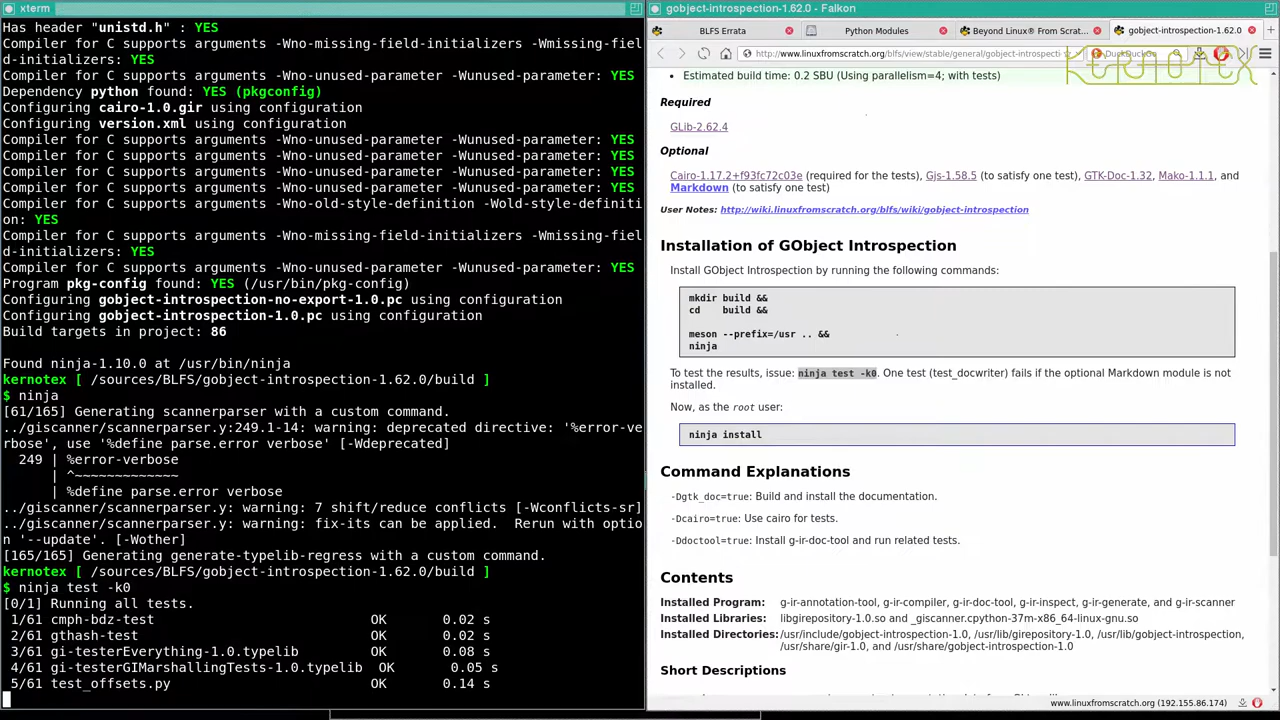 xterm
Has header "unistd.h" : YES
Compiler for C supports arguments -Wno-missing-field-initializers -Wmissing-fiel
d-initializers: YES
Compiler for C supports arguments -Wno-unused-parameter -Wunused-parameter: YES
Dependency python found: YES (pkgconfig)
Configuring cairo-1.0.gir using configuration
Configuring version.xml using configuration
Compiler for C supports arguments -Wno-unused-parameter -Wunused-parameter: YES
Compiler for C supports arguments -Wno-unused-parameter -Wunused-parameter: YES
Compiler for C supports arguments -Wno-unused-parameter -Wunused-parameter: YES
Compiler for C supports arguments -Wno-unused-parameter -Wunused-parameter: YES
Compiler for C supports arguments -Wno-old-style-definition -Wold-style-definiti
on: YES
Compiler for C supports arguments -Wno-missing-field-initializers -Wmissing-fiel
d-initializers: YES
Compiler for C supports arguments -Wno-unused-parameter -Wunused-parameter: YES
Program pkg-config found: YES (/usr/bin/pkg-config)
Configuring gobject-introspection-no-export-1.0.pc using configuration
Configuring gobject-introspection-1.0.pc using configuration
Build targets in project: 86
Found ninja-1.10.0 at /usr/bin/ninja
kernotex [ /sources/BLFS/gobject-introspection-1.62.0/build ]
$ ninja
[61/165] Generating scannerparser with a custom command.
../giscanner/scannerparser.y:249.1-14: warning: deprecated directive: '%error-ve
rbose', use '%define parse.error verbose' [-Wdeprecated]
249 | %error-verbose
| ^~~~~~~~~~~~~~
| %define parse.error verbose
../giscanner/scannerparser.y: warning: 7 shift/reduce conflicts [-Wconflicts-sr]
../giscanner/scannerparser.y: warning: fix-its can be applied.  Rerun with optio
n '--update'. [-Wother]
[165/165] Generating generate-typelib-regress with a custom command.
kernotex [ /sources/BLFS/gobject-introspection-1.62.0/build ]
$ ninja test -k0
[0/1] Running all tests.
1/61 cmph-bdz-test OK 0.02 s
2/61 gthash-test OK 0.02 s
3/61 gi-testerEverything-1.0.typelib OK 0.08 s
4/61 gi-testerGIMarshallingTests-1.0.typelib OK 0.05 s
5/61 test_offsets.py OK 0.14 s
gobject-introspection-1.62.0 - Falkon
BLFS Errata
Python Modules
Beyond Linux® From Scrat...
gobject-introspection-1.62.0
http://www.linuxfromscratch.org/blfs/view/stable/general/gobject-introspecti
DuckDuckGo
KERNOTEX
Estimated build time: 0.2 SBU (Using parallelism=4; with tests)
Required
GLib-2.62.4
Optional
Cairo-1.17.2+f93fc72c03e (required for the tests), Gjs-1.58.5 (to satisfy one test), GTK-Doc-1.32, Mako-1.1.1, and
Markdown (to satisfy one test)
User Notes: http://wiki.linuxfromscratch.org/blfs/wiki/gobject-introspection
Installation of GObject Introspection
Install GObject Introspection by running the following commands:
mkdir build &&
cd    build &&
meson --prefix=/usr .. &&
ninja
To test the results, issue: ninja test -k0. One test (test_docwriter) fails if the optional Markdown module is not
installed.
Now, as the root user:
ninja install
Command Explanations
-Dgtk_doc=true: Build and install the documentation.
-Dcairo=true: Use cairo for tests.
-Ddoctool=true: Install g-ir-doc-tool and run related tests.
Contents
Installed Program: g-ir-annotation-tool, g-ir-compiler, g-ir-doc-tool, g-ir-inspect, g-ir-generate, and g-ir-scanner
Installed Libraries: libgirepository-1.0.so and _giscanner.cpython-37m-x86_64-linux-gnu.so
Installed Directories: /usr/include/gobject-introspection-1.0, /usr/lib/girepository-1.0, /usr/lib/gobject-introspection,
/usr/share/gir-1.0, and /usr/share/gobject-introspection-1.0
Short Descriptions
www.linuxfromscratch.org (192.155.86.174)